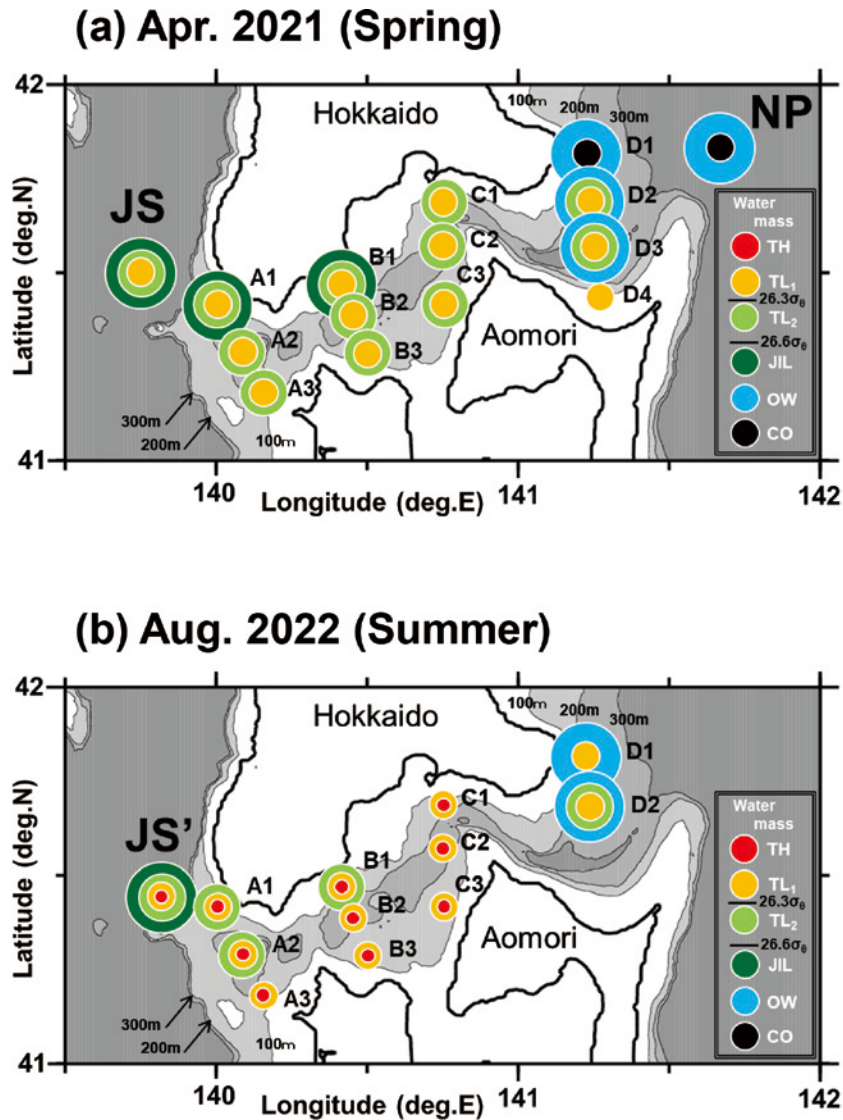 (a) Apr. 2021 (Spring)
42
Hokkaido
100m
200m
300m
NP
D1
JS
C1
D2
Water
mass
A1
B1
C2
D3
TH
B2
C3
TL₁
D4
26.3σθ
A2
B3
Aomori
TL₂
26.6σθ
A3
JIL
300m
OW
200m
100m
CO
41
140
141
142
Latitude (deg.N)
Longitude (deg.E)
(b) Aug. 2022 (Summer)
42
Hokkaido
100m
200m
300m
D1
JS’
C1
D2
Water
mass
A1
B1
C2
TH
B2
C3
TL₁
26.3σθ
A2
B3
Aomori
TL₂
26.6σθ
A3
JIL
300m
OW
200m
100m
CO
41
140
141
142
Latitude (deg.N)
Longitude (deg.E)